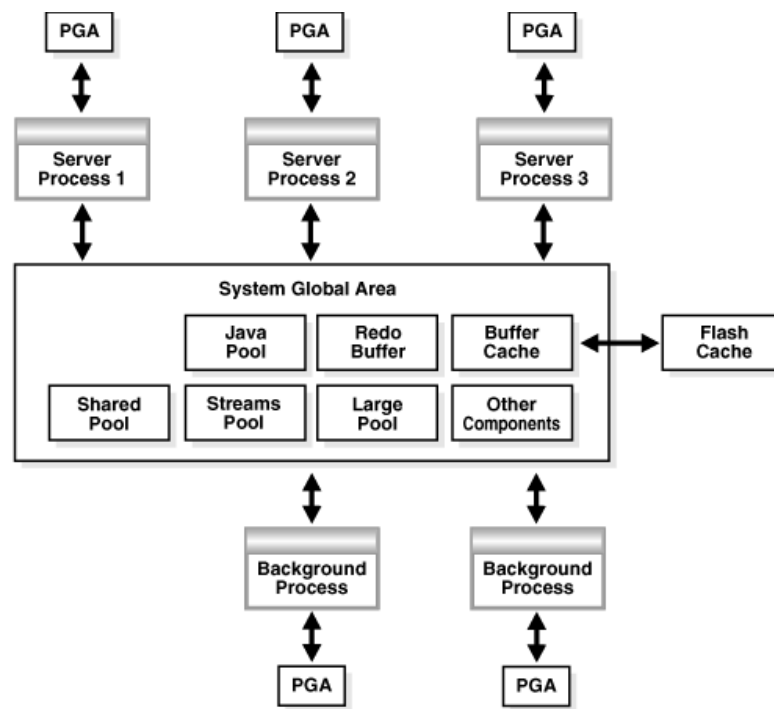 PGA
PGA
PGA
Server
Process 1
Server
Process 2
Server
Process 3
System Global Area
Java
Pool
Redo
Buffer
Buffer
Cache
Flash
Cache
Shared
Pool
Streams
Pool
Large
Pool
Other
Components
Background
Process
Background
Process
PGA
PGA